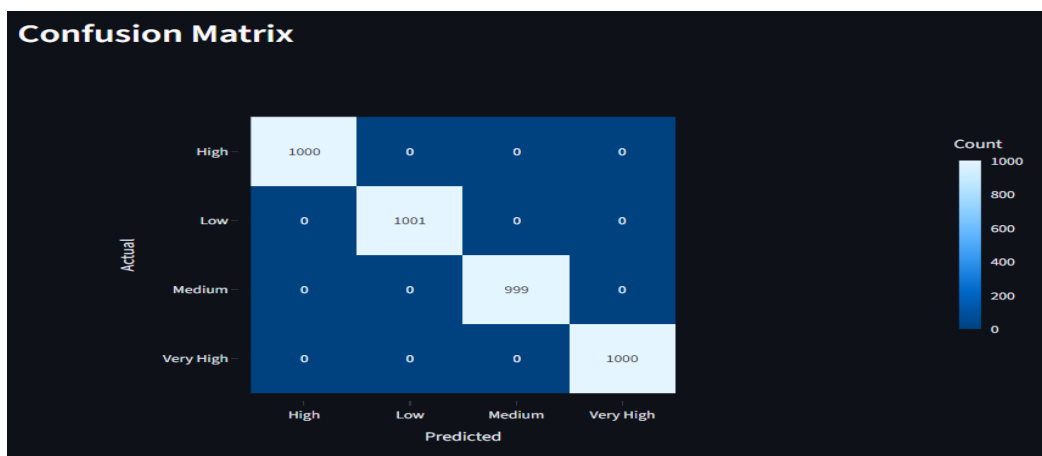 Confusion Matrix
Count
High 1000 0 0 0
Low 0 1001 0 0
Medium 0 0 999 0
Very High 0 0 0 1000
Actual
High Low Medium Very High
Predicted
1000
800
600
400
200
0